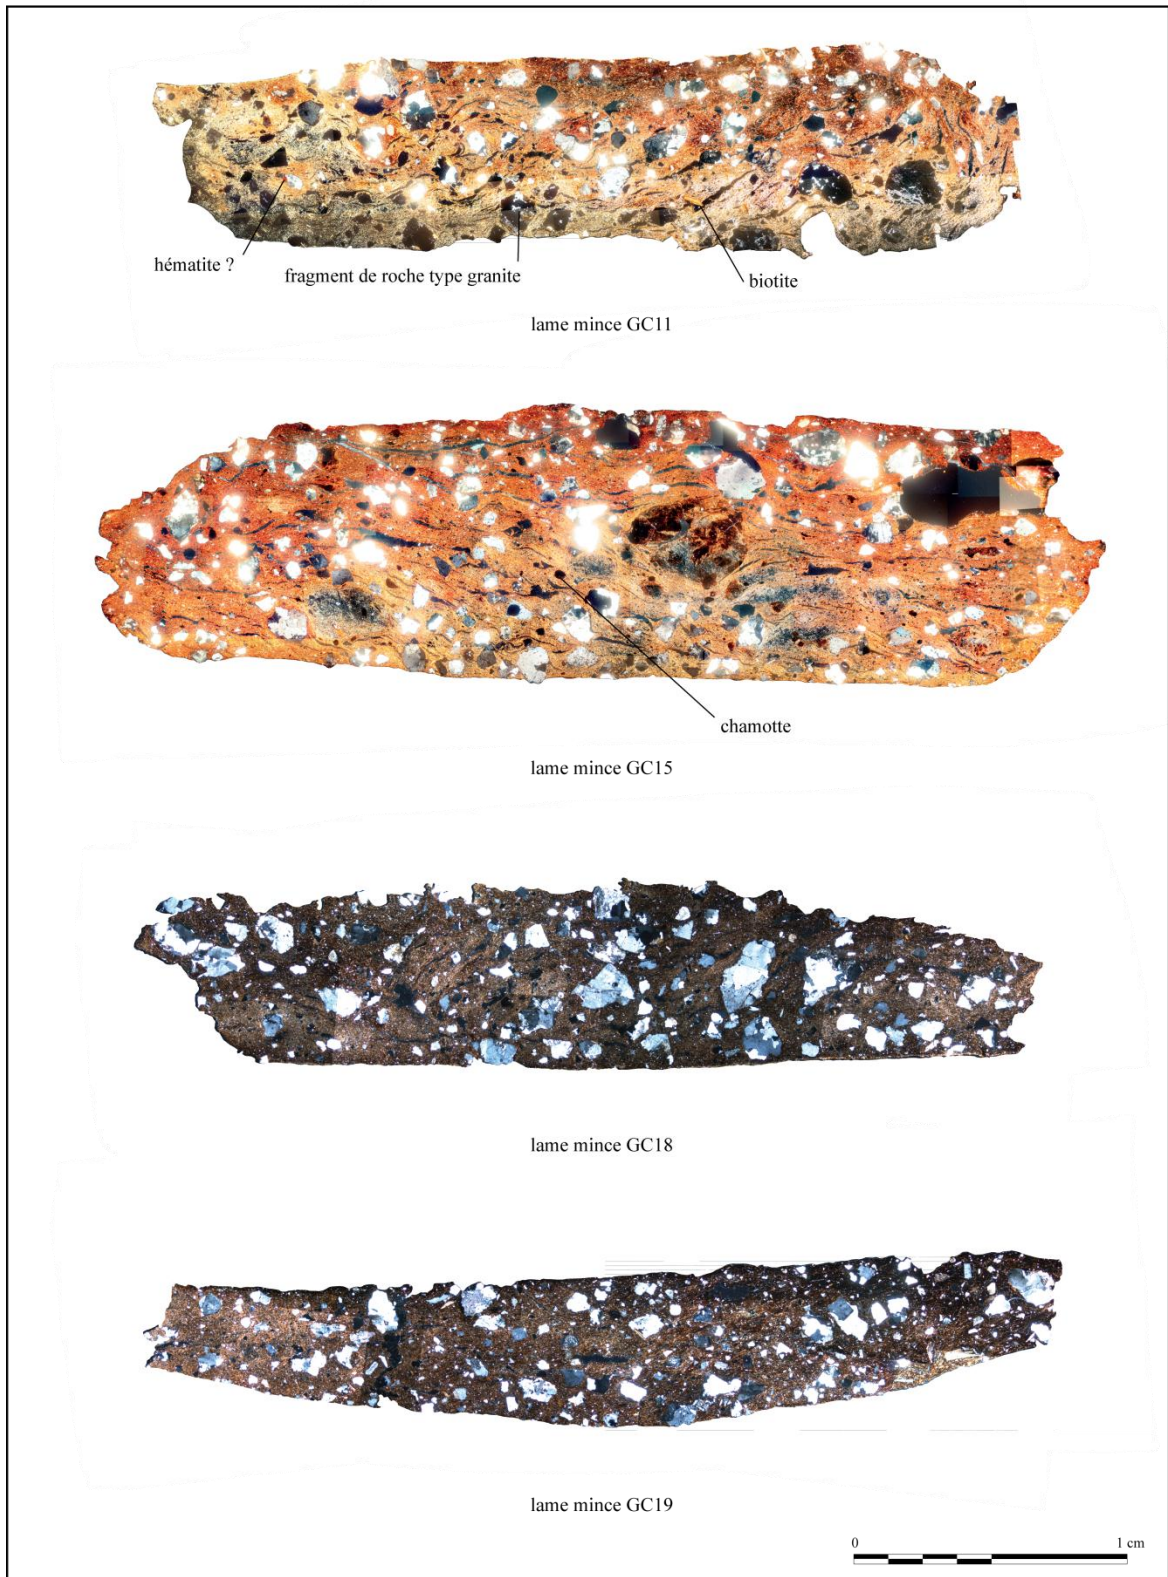 hématite ?
fragment de roche type granite
biotite
lame mince GC11
chamotte
lame mince GC15
lame mince GC18
lame mince GC19
0 1 cm